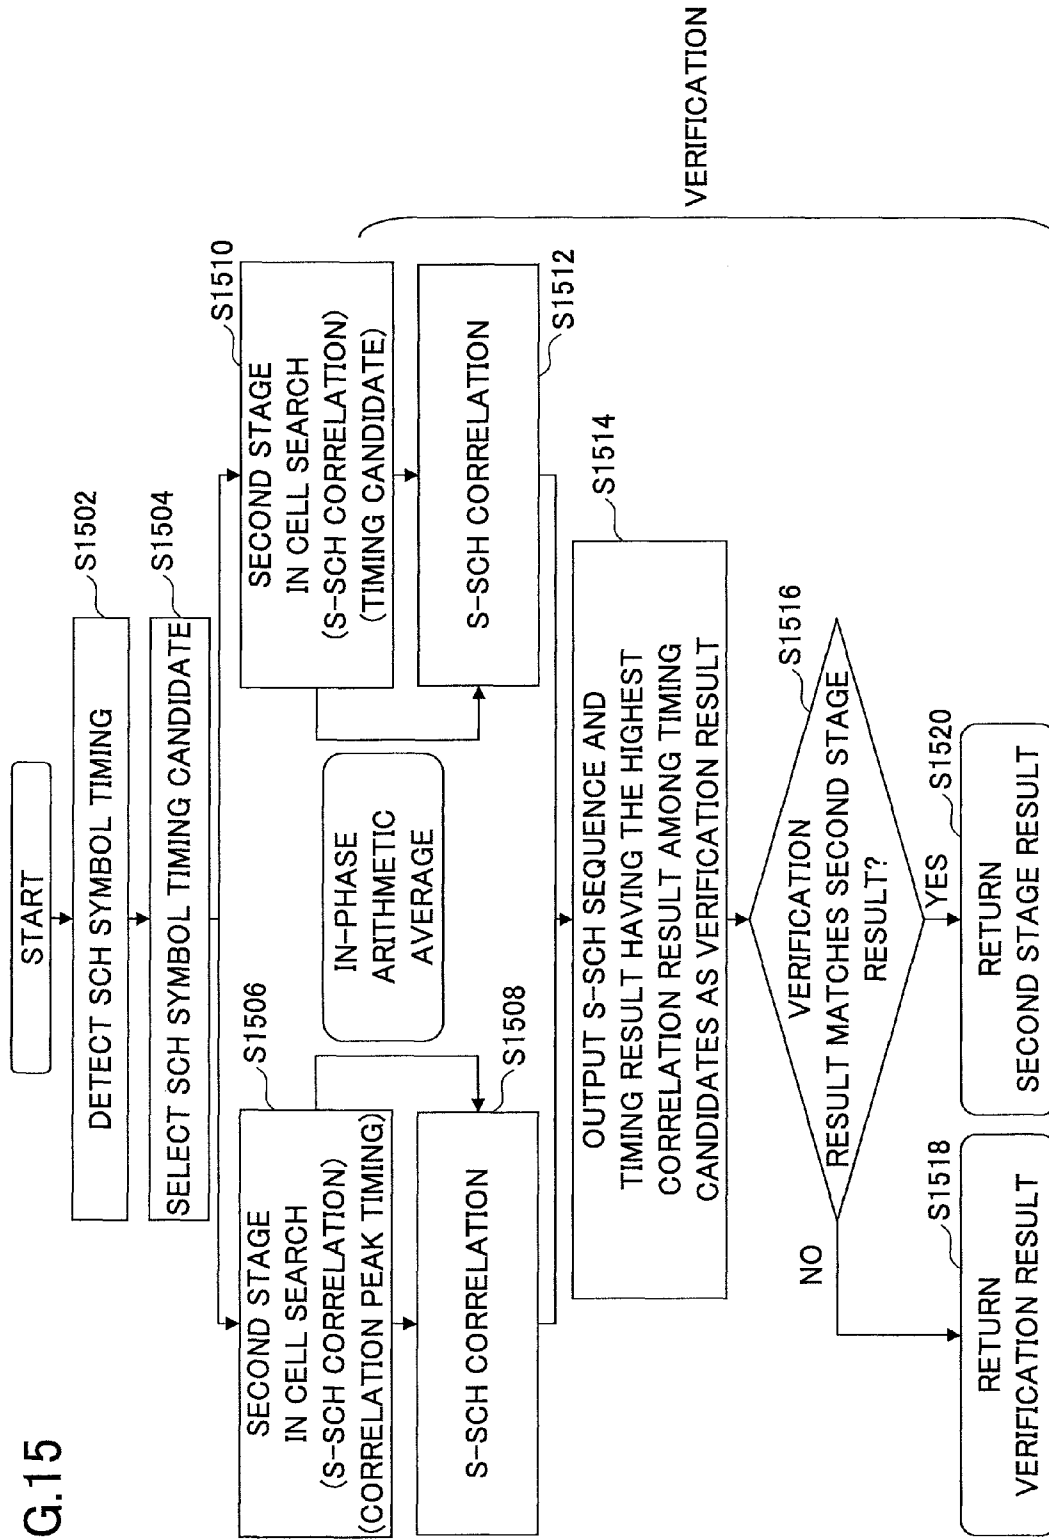 G.15
START
DETECT SCH SYMBOL TIMING
S1502
SELECT SCH SYMBOL TIMING CANDIDATE
S1504
SECOND STAGE
IN CELL SEARCH
(S-SCH CORRELATION)
(CORRELATION PEAK TIMING)
S1506
SECOND STAGE
IN CELL SEARCH
(S-SCH CORRELATION)
(TIMING CANDIDATE)
S1510
IN-PHASE
ARITHMETIC
AVERAGE
S-SCH CORRELATION
S1508
S-SCH CORRELATION
S1512
OUTPUT S-SCH SEQUENCE AND
TIMING RESULT HAVING THE HIGHEST
CORRELATION RESULT AMONG TIMING
CANDIDATES AS VERIFICATION RESULT
S1514
VERIFICATION
RESULT MATCHES SECOND STAGE
RESULT?
S1516
NO
YES
RETURN
VERIFICATION RESULT
S1518
RETURN
SECOND STAGE RESULT
S1520
VERIFICATION